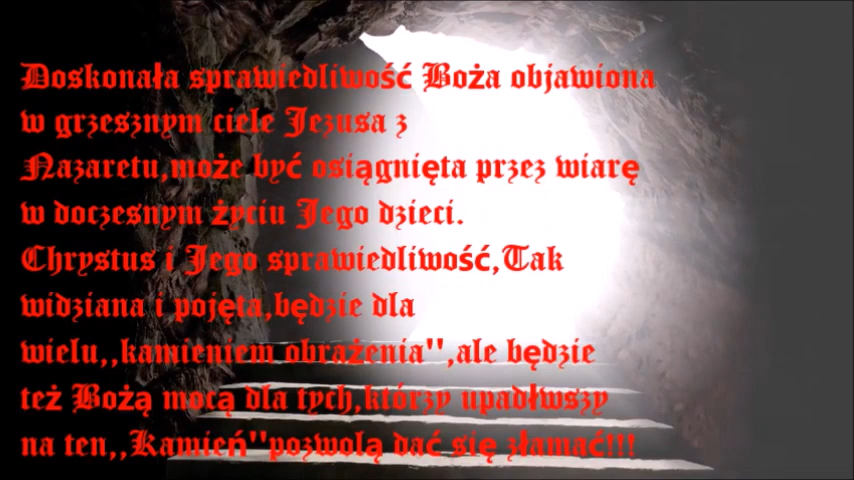 Doskonała sprawiedliwość Boża objawiona
w grzesznym ciele Jezusa z
Nazaretu,może być osiągnięta przez wiarę
w doczesnym życiu Jego dzieci.
Chrystus i Jego sprawiedliwość,Tak
widziana i pojęta,będzie dla
wielu,,kamieniem obrażenia",ale będzie
też Bożą mocą dla tych,którzy upadłwszy
na ten,,Kamień"pozwolą dać się złamać!!!